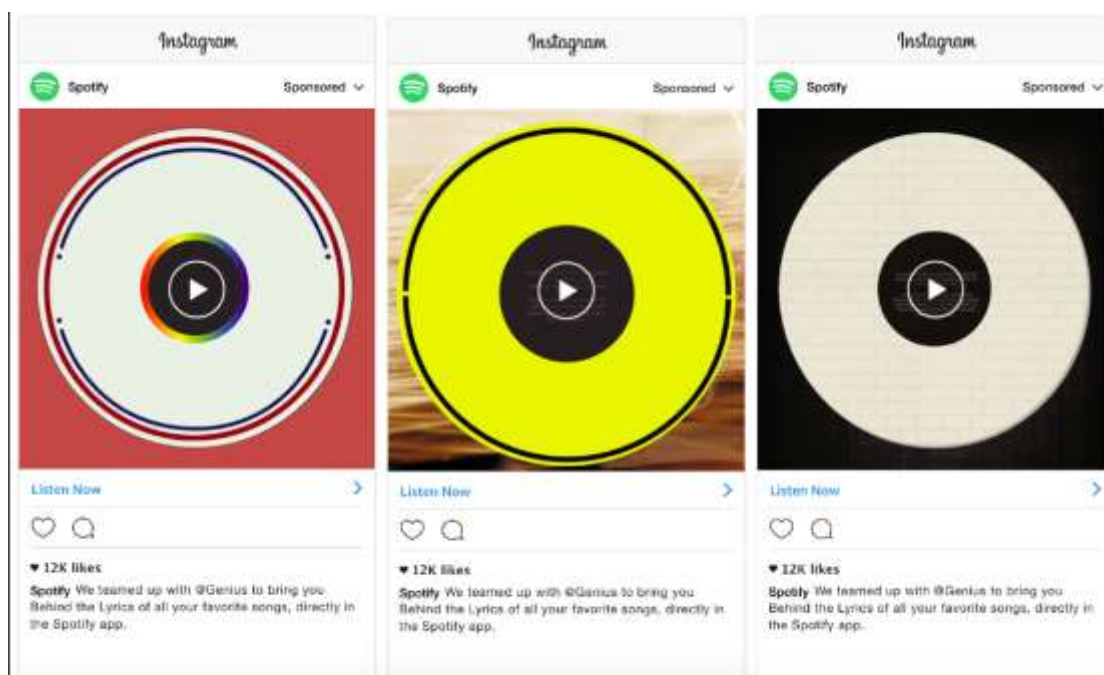 Instagram
Spotify Sponsored
Listen Now
12K likes
Spotify We teamed up with @Genius to bring you
Behind the Lyrics of all your favorite songs, directly in
the Spotify app.
Instagram
Spotify Sponsored
Listen Now
12K likes
Spotify We teamed up with @Genius to bring you
Behind the Lyrics of all your favorite songs, directly in
the Spotify app.
Instagram
Spotify Sponsored
Listen Now
12K likes
Spotify We teamed up with @Genius to bring you
Behind the Lyrics of all your favorite songs, directly in
the Spotify app.